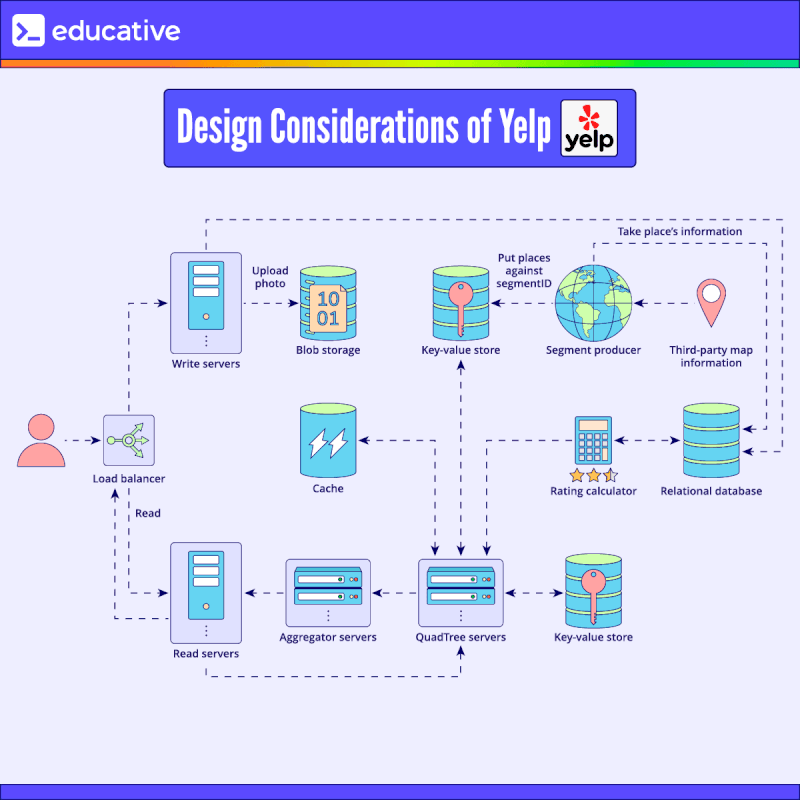 educative
Design Considerations of Yelp
yelp
Take place's information
Upload
photo
10
01
Put places
against
segmentID
Write servers
Blob storage
Key-value store
Segment producer
Third-party map
information
Load balancer
Cache
Rating calculator
Relational database
Read
Read servers
Aggregator servers
QuadTree servers
Key-value store